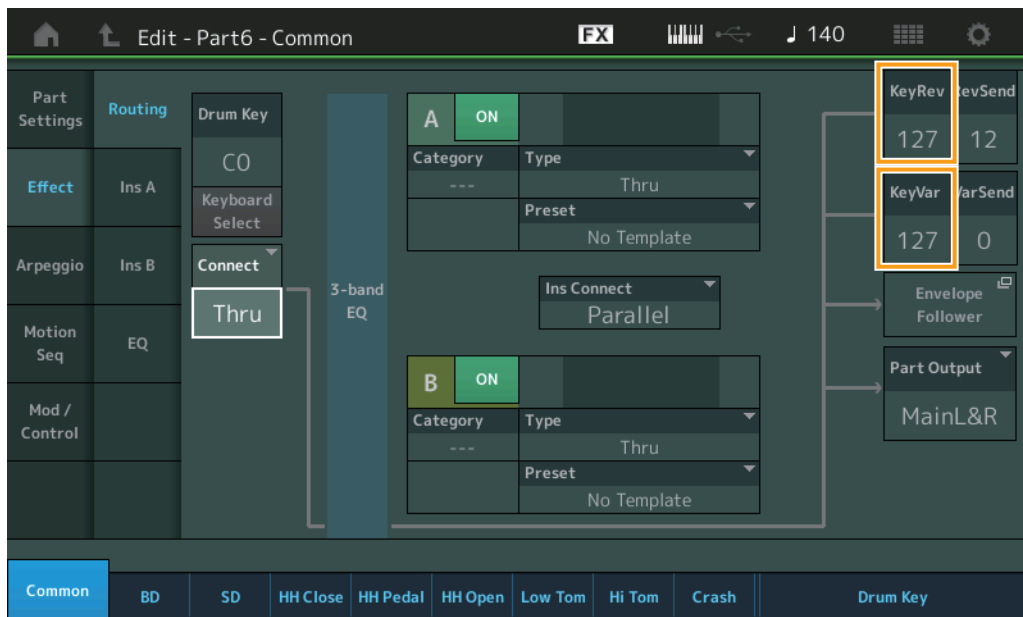 Edit - Part6 - Common
FX
♩ 140
Part
Settings
Effect
Arpeggio
Motion
Seq
Mod /
Control
Routing
Ins A
Ins B
EQ
Drum Key
C0
Keyboard
Select
Connect
Thru
3-band
EQ
A
ON
Category
---
Type
Thru
Preset
No Template
Ins Connect
Parallel
B
ON
Category
---
Type
Thru
Preset
No Template
KeyRev
127
RevSend
12
KeyVar
127
VarSend
0
Envelope
Follower
Part Output
MainL&R
Common
BD
SD
HH Close
HH Pedal
HH Open
Low Tom
Hi Tom
Crash
Drum Key